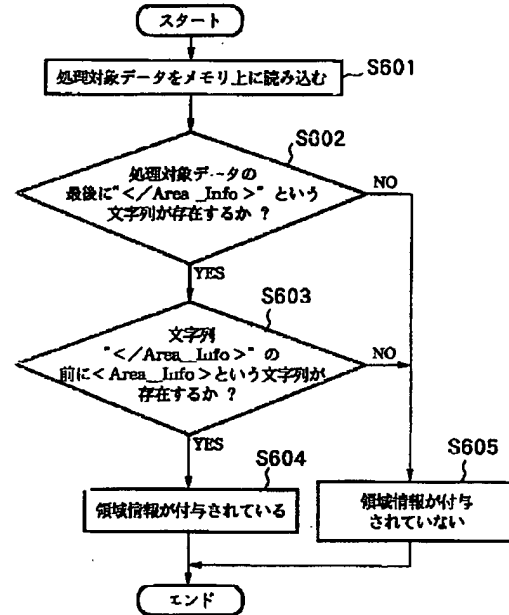 スタート
処理対象データをメモリ上に読み込む
S601
S602
処理対象データの
最後に"</Area_Info>" という
文字列が存在するか ?
NO
YES
S603
文字列
"</Area_Info>" の
前に<Area_Info>という文字列が
存在するか ?
NO
YES
S604
領域情報が付与されている
S605
領域情報が付与
されていない
エンド